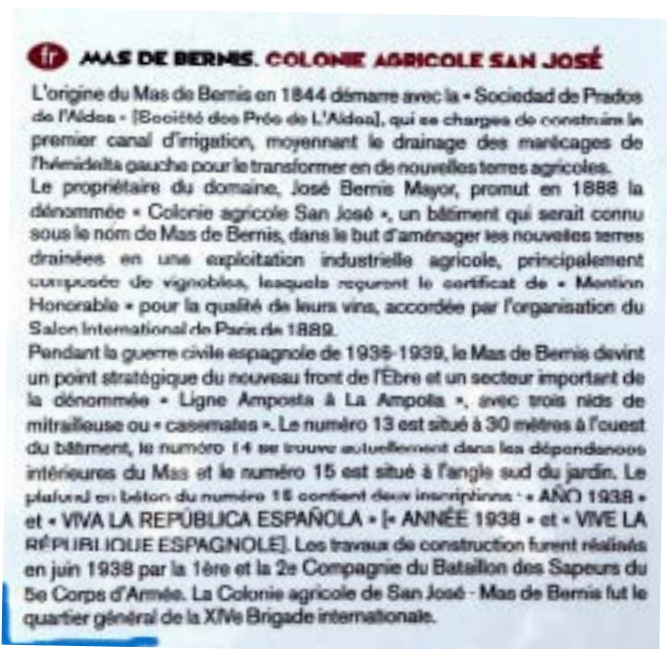 fr MAS DE BERNIS. COLONIE AGRICOLE SAN JOSÉ
L'origine du Mas de Bernis en 1844 démarre avec la « Sociedad de Prados
de l'Aldea » [Société des Prés de L'Aldea], qui se charges de construire le
premier canal d'irrigation, moyennant le drainage des marécages de
l'hémidelta gauche pour le transformer en de nouvelles terres agricoles.
Le propriétaire du domaine, José Bernis Mayor, promut en 1888 la
dénommée « Colonie agricole San José », un bâtiment qui serait connu
sous le nom de Mas de Bernis, dans le but d'aménager les nouvelles terres
drainées en une exploitation industrielle agricole, principalement
composée de vignobles, lesquels reçurent le certificat de « Mention
Honorable » pour la qualité de leurs vins, accordée par l'organisation du
Salon International de Paris de 1889.
Pendant la guerre civile espagnole de 1936-1939, le Mas de Bernis devint
un point stratégique du nouveau front de l'Ebre et un secteur important de
la dénommée « Ligne Amposta à La Ampolla », avec trois nids de
mitrailleuse ou « casemates ». Le numéro 13 est situé à 30 mètres à l'ouest
du bâtiment, le numéro 14 se trouve actuellement dans les dépendances
intérieures du Mas et le numéro 15 est situé à l'angle sud du jardin. Le
plafond en béton du numéro 15 contient deux inscriptions : « AÑO 1938 »
et « VIVA LA REPÚBLICA ESPAÑOLA » [« ANNÉE 1938 » et « VIVE LA
RÉPUBLIQUE ESPAGNOLE]. Les travaux de construction furent réalisés
en juin 1938 par la 1ère et la 2e Compagnie du Bataillon des Sapeurs du
5e Corps d'Armée. La Colonie agricole de San José - Mas de Bernis fut le
quartier général de la XIVe Brigade internationale.